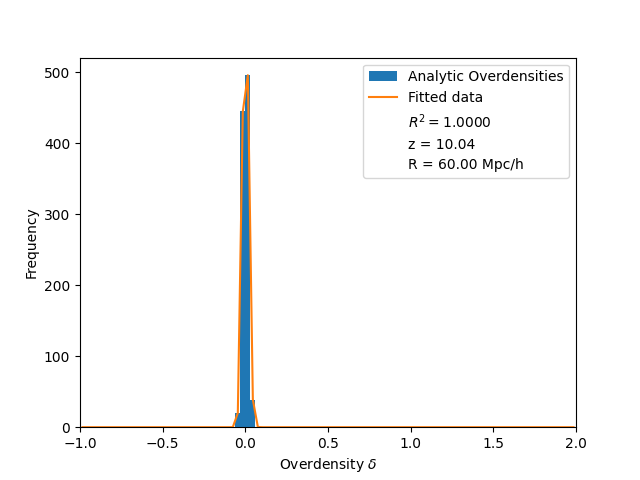 Analytic Overdensities
Fitted data
$R^2 = 1.0000$
z = 10.04
R = 60.00 Mpc/h
500
400
300
200
100
0
Frequency
−1.0 −0.5 0.0 0.5 1.0 1.5 2.0
Overdensity δ